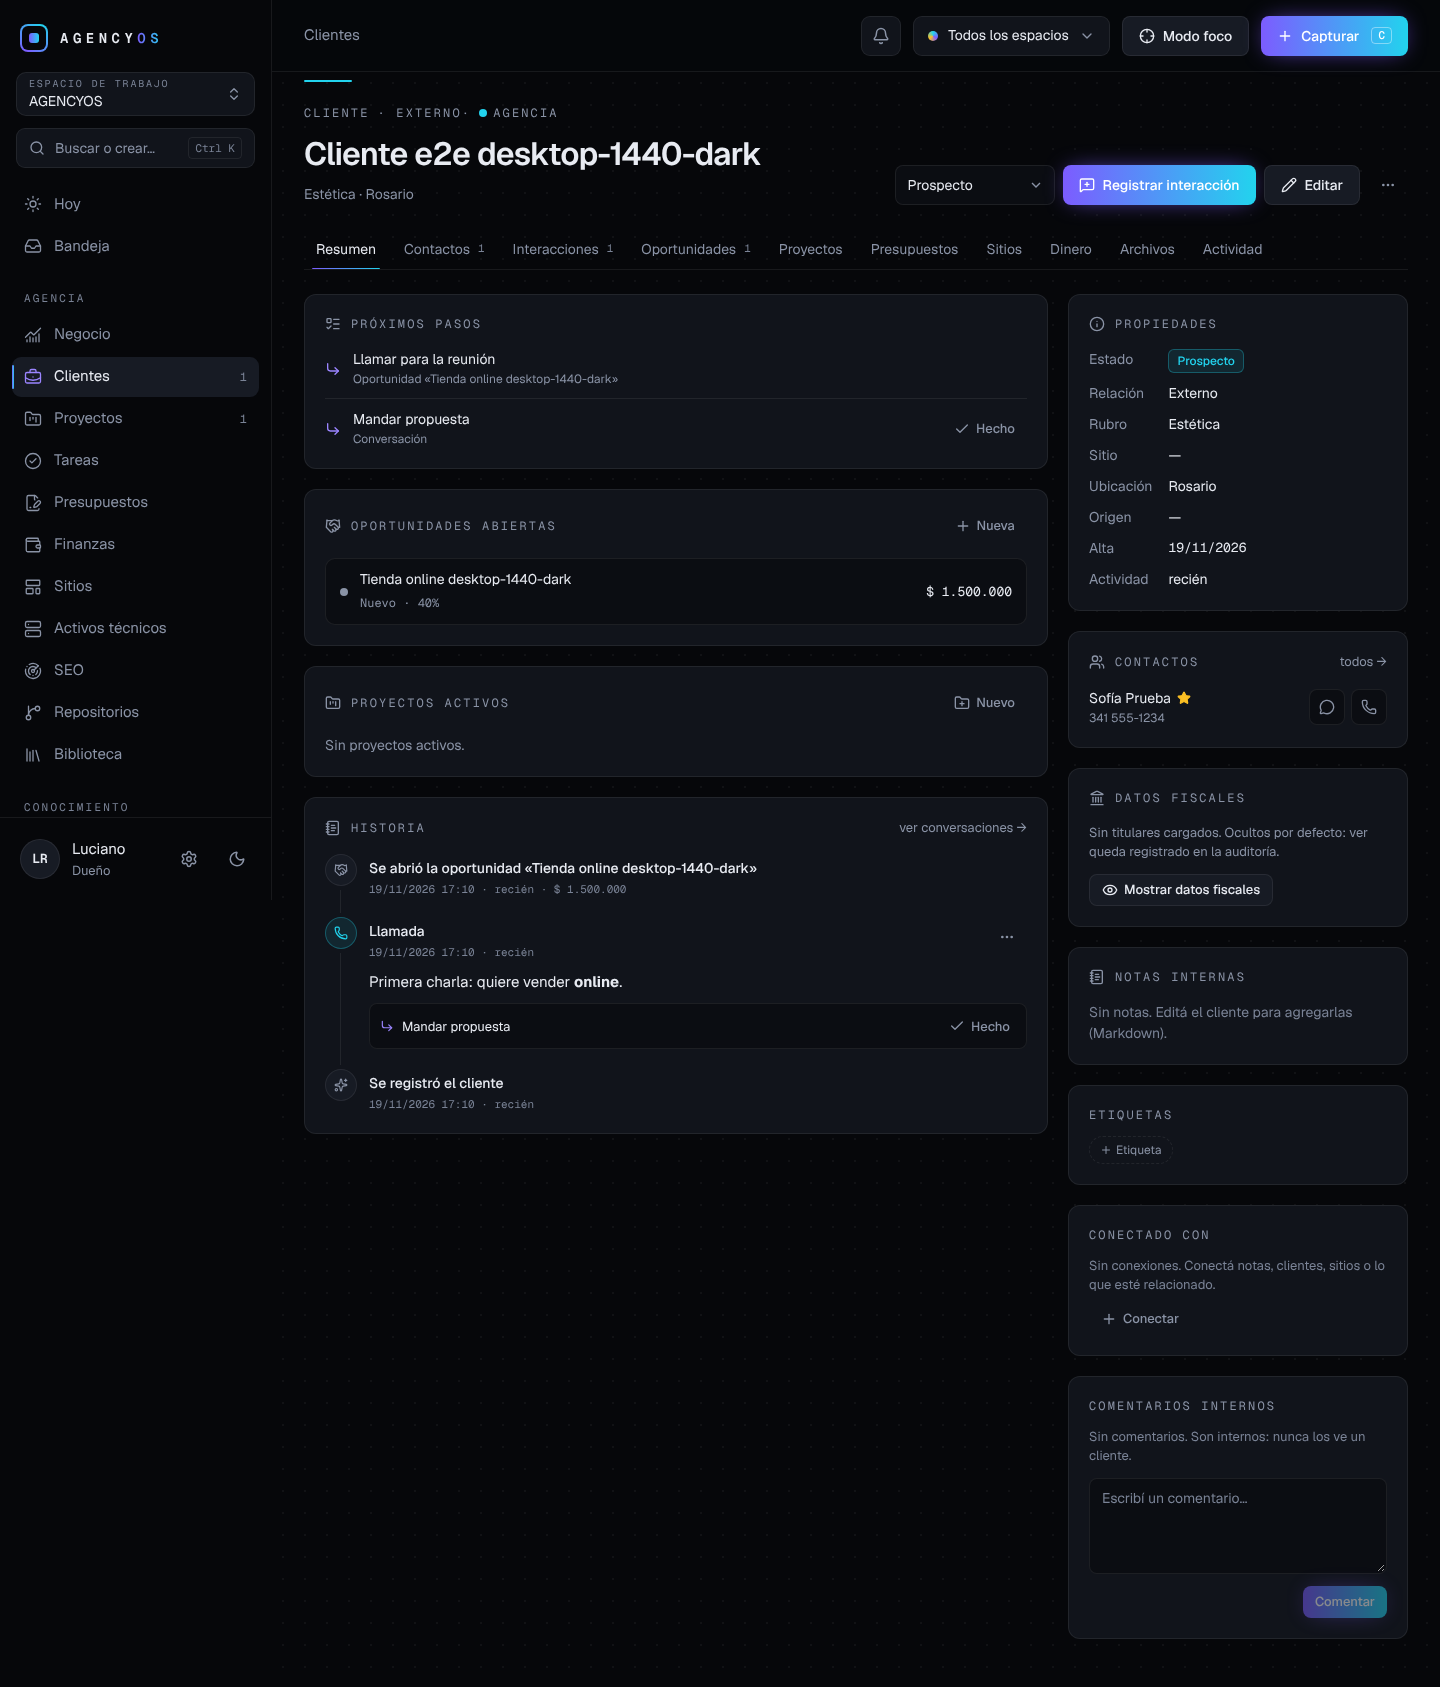 AGENCYOS
ESPACIO DE TRABAJO
AGENCYOS
Buscar o crear... Ctrl K
Hoy
Bandeja
AGENCIA
Negocio
Clientes 1
Proyectos 1
Tareas
Presupuestos
Finanzas
Sitios
Activos técnicos
SEO
Repositorios
Biblioteca
CONOCIMIENTO
LR Luciano
Dueño
Clientes
Todos los espacios
Modo foco
Capturar C
CLIENTE · EXTERNO· AGENCIA
Cliente e2e desktop-1440-dark
Estética · Rosario
Prospecto
Registrar interacción
Editar
Resumen Contactos 1 Interacciones 1 Oportunidades 1 Proyectos Presupuestos Sitios Dinero Archivos Actividad
PRÓXIMOS PASOS
Llamar para la reunión
Oportunidad «Tienda online desktop-1440-dark»
Mandar propuesta
Conversación
Hecho
OPORTUNIDADES ABIERTAS
Nueva
Tienda online desktop-1440-dark
Nuevo · 40%
$ 1.500.000
PROYECTOS ACTIVOS
Nuevo
Sin proyectos activos.
HISTORIA
ver conversaciones →
Se abrió la oportunidad «Tienda online desktop-1440-dark»
19/11/2026 17:10 · recién · $ 1.500.000
Llamada
19/11/2026 17:10 · recién
Primera charla: quiere vender online.
Mandar propuesta
Hecho
Se registró el cliente
19/11/2026 17:10 · recién
PROPIEDADES
Estado Prospecto
Relación Externo
Rubro Estética
Sitio —
Ubicación Rosario
Origen —
Alta 19/11/2026
Actividad recién
CONTACTOS
todos →
Sofía Prueba
341 555-1234
DATOS FISCALES
Sin titulares cargados. Ocultos por defecto: ver
queda registrado en la auditoría.
Mostrar datos fiscales
NOTAS INTERNAS
Sin notas. Editá el cliente para agregarlas
(Markdown).
ETIQUETAS
+ Etiqueta
CONECTADO CON
Sin conexiones. Conectá notas, clientes, sitios o lo
que esté relacionado.
Conectar
COMENTARIOS INTERNOS
Sin comentarios. Son internos: nunca los ve un
cliente.
Escribí un comentario...
Comentar